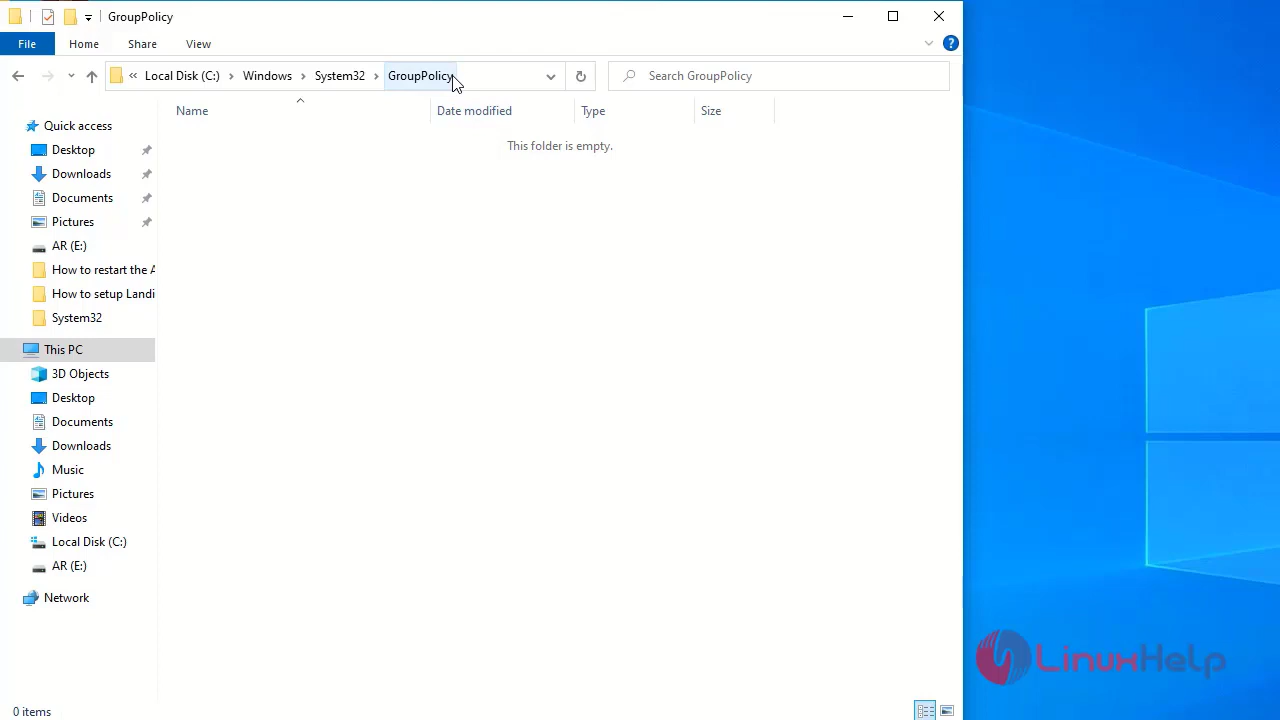 GroupPolicy
File Home Share View
« Local Disk (C:) > Windows > System32 > GroupPolicy
Search GroupPolicy
Name Date modified Type Size
This folder is empty.
Quick access
Desktop
Downloads
Documents
Pictures
AR (E:)
How to restart the A
How to setup Landi
System32
This PC
3D Objects
Desktop
Documents
Downloads
Music
Pictures
Videos
Local Disk (C:)
AR (E:)
Network
0 items
LinuxHelp